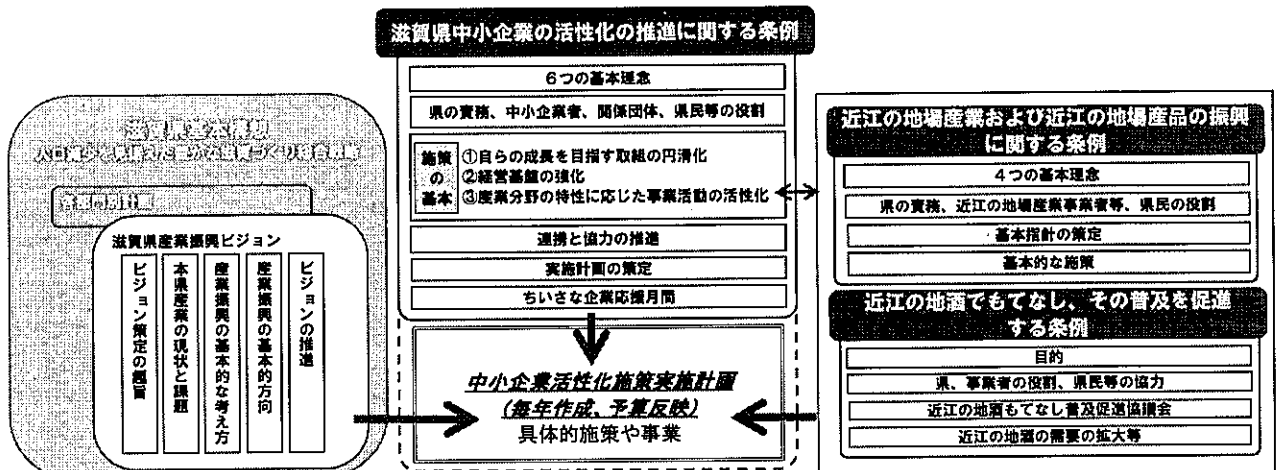 滋賀県中小企業の活性化の推進に関する条例
6つの基本理念
県の責務、中小企業者、関係団体、県民等の役割
施策の基本
①自らの成長を目指す取組の円滑化
②経営基盤の強化
③産業分野の特性に応じた事業活動の活性化
連携と協力の推進
実施計画の策定
ちいさな企業応援月間
滋賀県基本構想
滋賀県産業振興ビジョン
ビジョン策定の趣旨
本県産業の現状と課題
産業振興の基本的な考え方
産業振興の基本的方向
ビジョンの推進
中小企業活性化施策実施計画
(毎年作成、予算反映)
具体的施策や事業
近江の地場産業および近江の地場産品の振興
に関する条例
4つの基本理念
県の責務、近江の地場産業事業者等、県民の役割
基本指針の策定
基本的な施策
近江の地酒でもてなし、その普及を促進
する条例
目的
県、事業者の役割、県民等の協力
近江の地酒もてなし普及促進協議会
近江の地酒の需要の拡大等